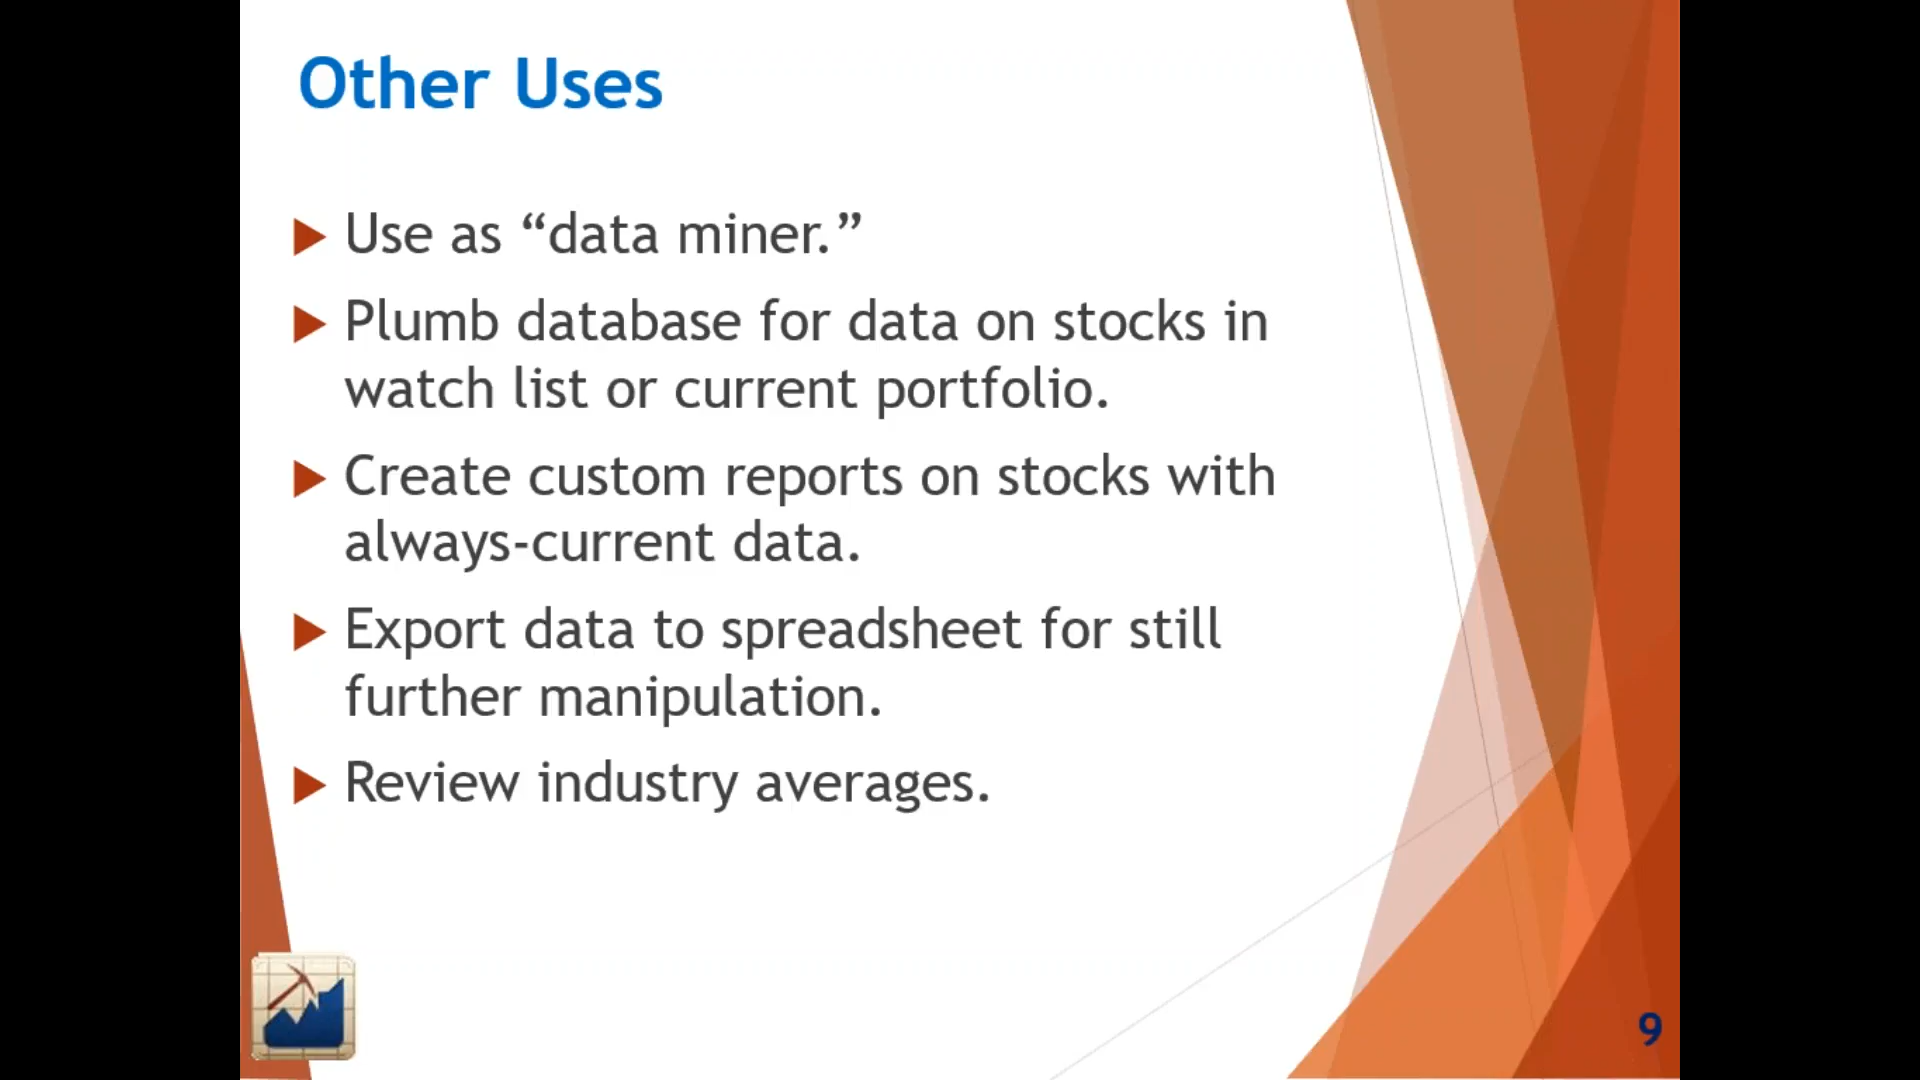 Other Uses
Use as “data miner.”
Plumb database for data on stocks in
watch list or current portfolio.
Create custom reports on stocks with
always-current data.
Export data to spreadsheet for still
further manipulation.
Review industry averages.
9